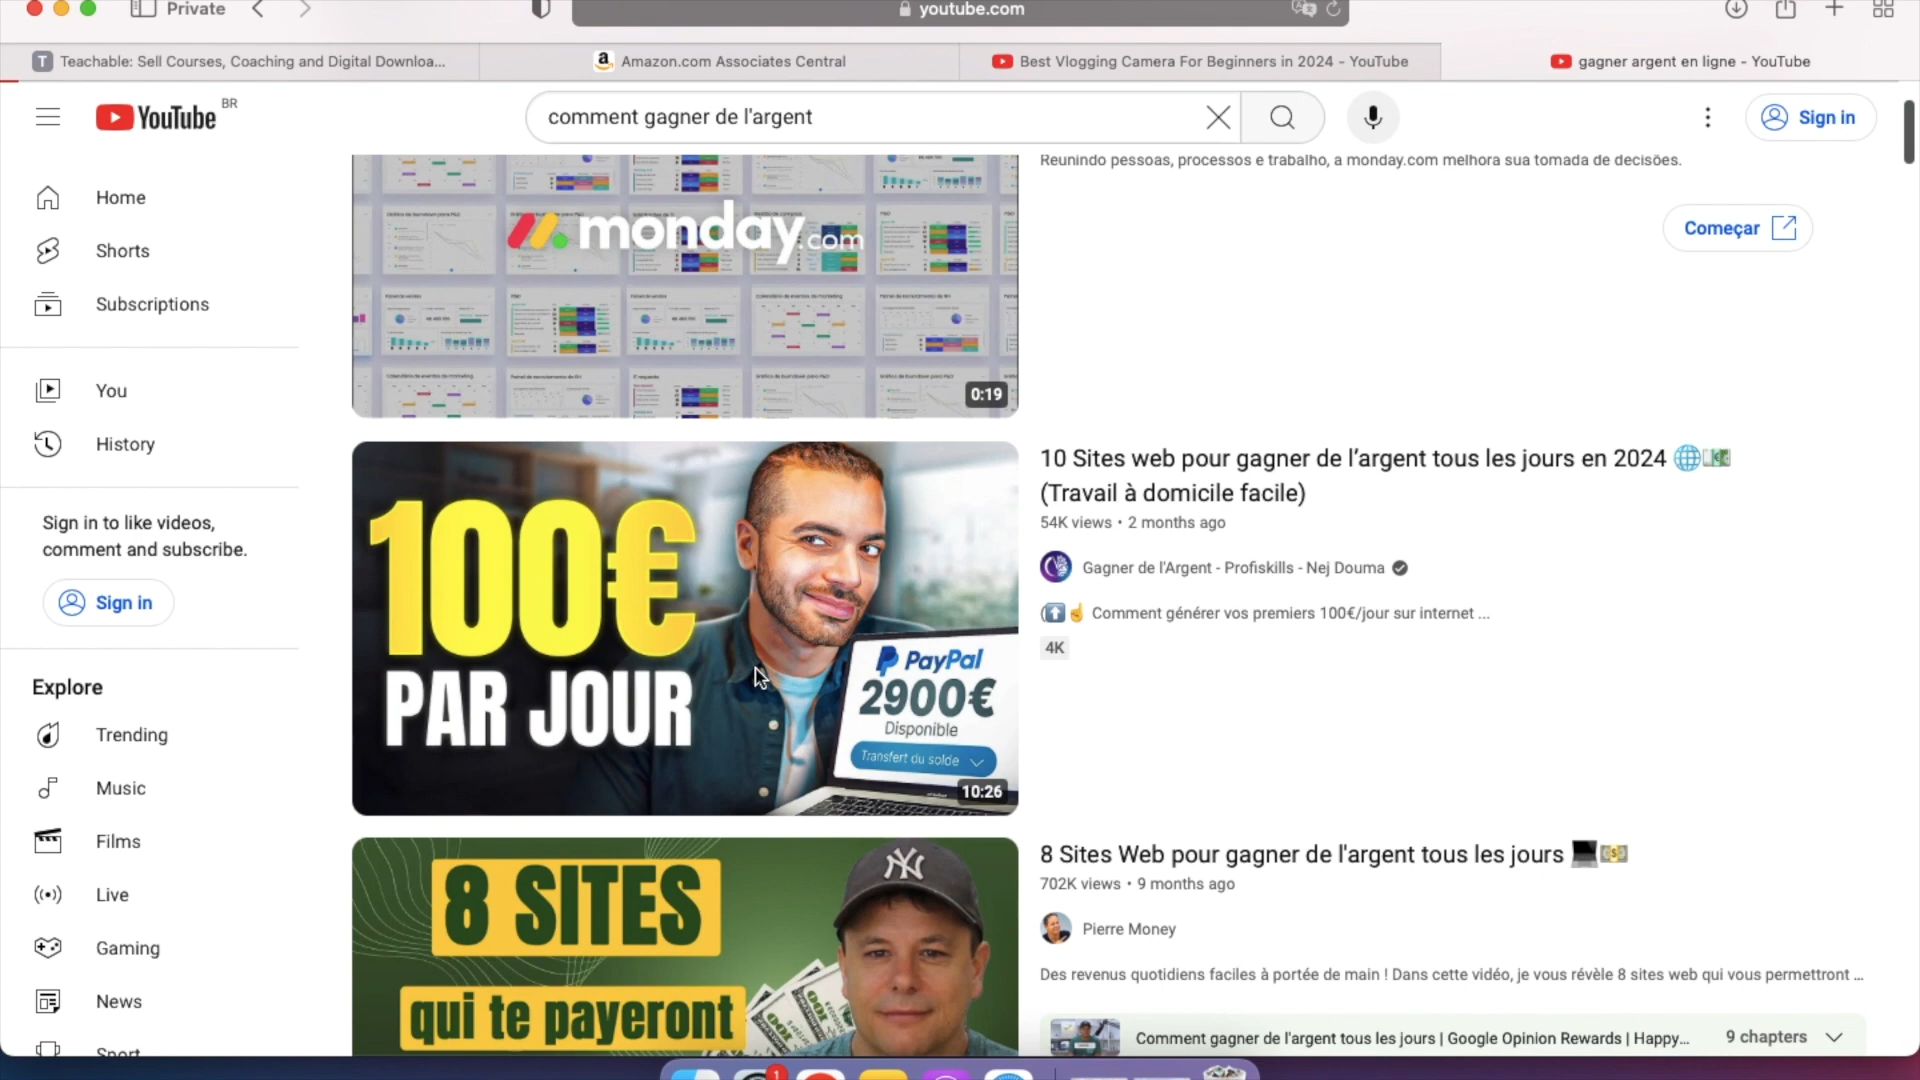 Private
youtube.com
Teachable: Sell Courses, Coaching and Digital Downloa...
Amazon.com Associates Central
Best Vlogging Camera For Beginners in 2024 - YouTube
gagner argent en ligne - YouTube
YouTube BR
comment gagner de l'argent
Sign in
Home
Shorts
Subscriptions
You
History
Sign in to like videos,
comment and subscribe.
Sign in
Explore
Trending
Music
Films
Live
Gaming
News
Sport
monday.com
0:19
Reunindo pessoas, processos e trabalho, a monday.com melhora sua tomada de decisões.
Começar
100€
PAR JOUR
PayPal
2900€
Disponible
Transfert du solde
10:26
10 Sites web pour gagner de l’argent tous les jours en 2024 🌐💶
(Travail à domicile facile)
54K views • 2 months ago
Gagner de l'Argent - Profiskills - Nej Douma
(⬆️☝️ Comment générer vos premiers 100€/jour sur internet ...
4K
8 SITES
qui te payeront
8 Sites Web pour gagner de l'argent tous les jours 💻💵
702K views • 9 months ago
Pierre Money
Des revenus quotidiens faciles à portée de main ! Dans cette vidéo, je vous révèle 8 sites web qui vous permettront ...
Comment gagner de l'argent tous les jours | Google Opinion Rewards | Happy...
9 chapters
1